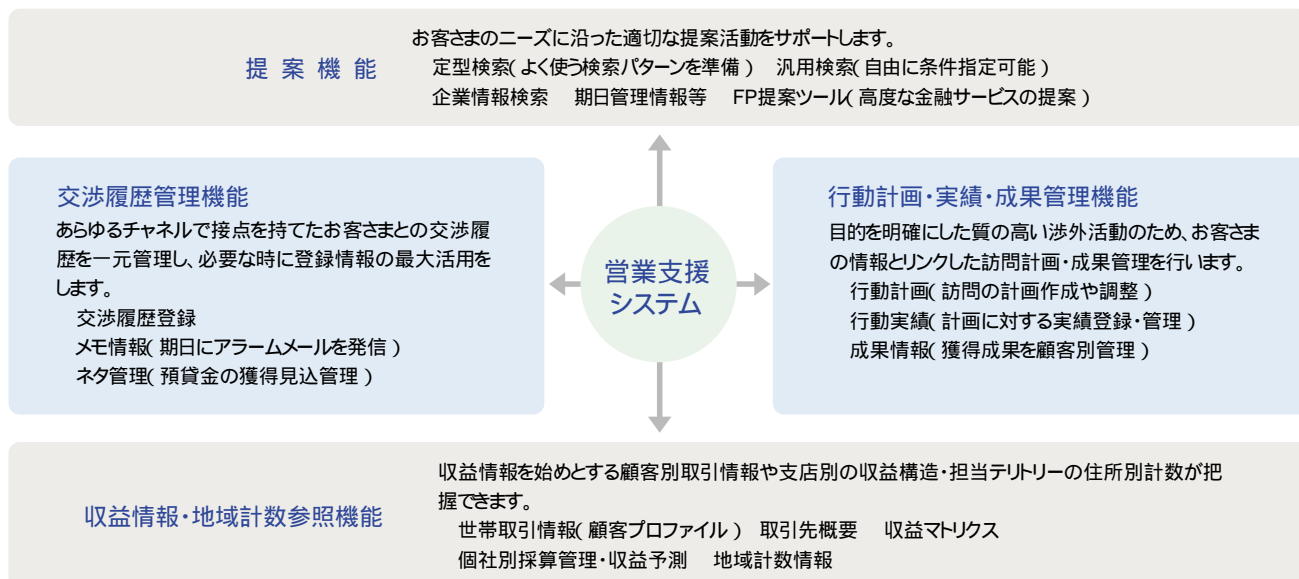 お客さまのニーズに沿った適切な提案活動をサポートします。
提案機能
定型検索(よく使う検索パターンを準備) 汎用検索(自由に条件指定可能)
企業情報検索 期日管理情報等 FP提案ツール(高度な金融サービスの提案)
交渉履歴管理機能
あらゆるチャネルで接点を持てたお客さまとの交渉履
歴を一元管理し、必要な時に登録情報の最大活用を
します。
交渉履歴登録
メモ情報(期日にアラームメールを発信)
ネタ管理(預貸金の獲得見込管理)
営業支援
システム
行動計画・実績・成果管理機能
目的を明確にした質の高い渉外活動のため、お客さま
の情報とリンクした訪問計画・成果管理を行います。
行動計画(訪問の計画作成や調整)
行動実績(計画に対する実績登録・管理)
成果情報(獲得成果を顧客別管理)
収益情報・地域計数参照機能
収益情報を始めとする顧客別取引情報や支店別の収益構造・担当テリトリーの住所別計数が把
握できます。
世帯取引情報(顧客プロファイル) 取引先概要 収益マトリクス
個社別採算管理・収益予測 地域計数情報